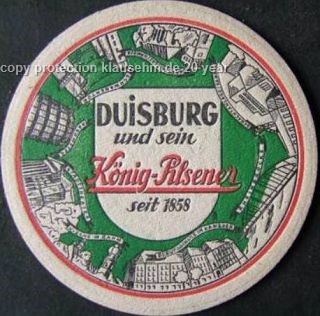 copy protection klausehm.de 20 year
DUiSBURG
und sein
König-Pilsener
seit 1858